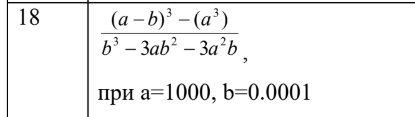 18
(a − b)³ − (a³)
b³ − 3ab² − 3a²b ,
при a=1000, b=0.0001